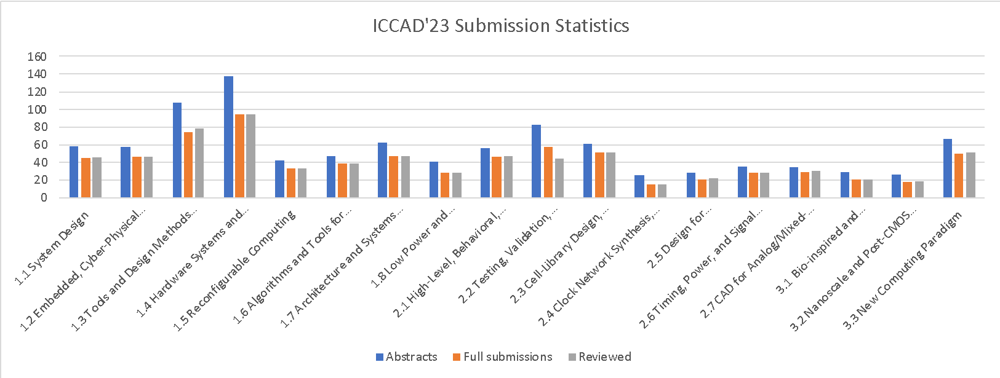 ICCAD'23 Submission Statistics
160
140
120
100
80
60
40
20
0
1.1 System Design
1.2 Embedded, Cyber-Physical...
1.3 Tools and Design Methods...
1.4 Hardware Systems and...
1.5 Reconfigurable Computing
1.6 Algorithms and Tools for...
1.7 Architecture and Systems...
1.8 Low Power and...
2.1 High-Level, Behavioral,...
2.2 Testing, Validation,...
2.3 Cell-Library Design,...
2.4 Clock Network Synthesis,...
2.5 Design for...
2.6 Timing, Power, and Signal...
2.7 CAD for Analog/Mixed-...
3.1 Bio-inspired and...
3.2 Nanoscale and Post-CMOS...
3.3 New Computing Paradigm
Abstracts Full submissions Reviewed